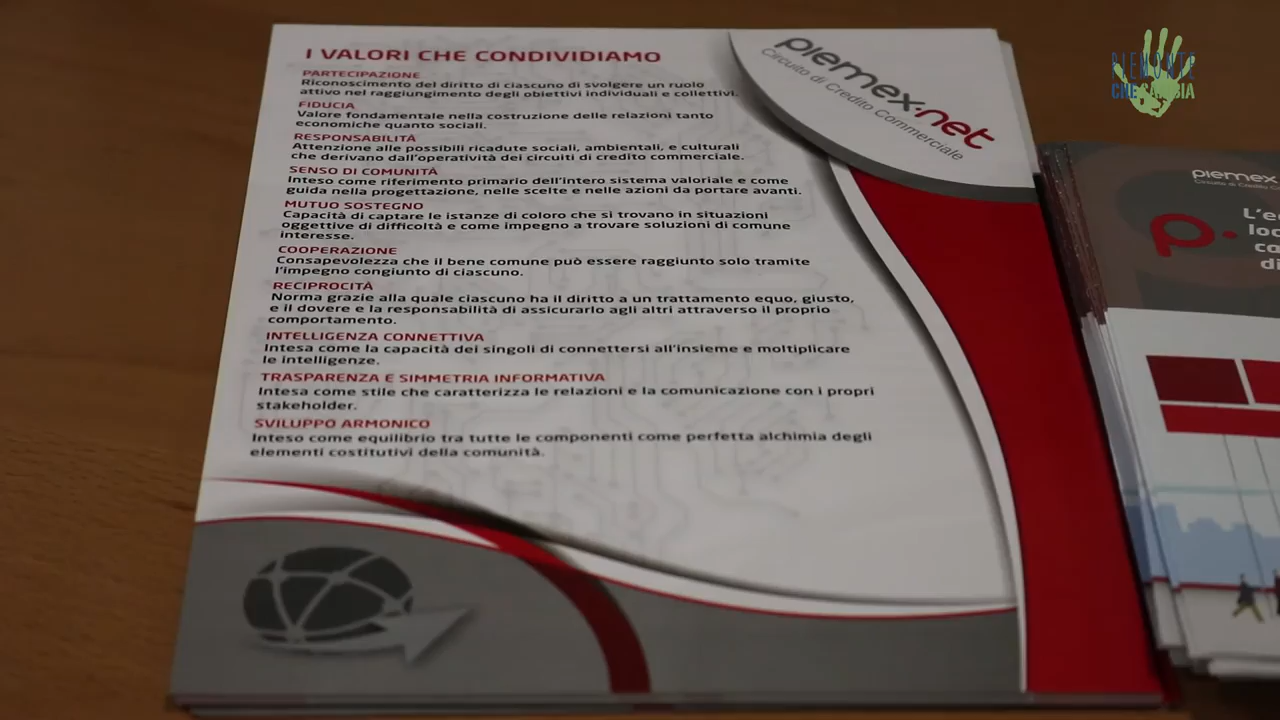 I VALORI CHE CONDIVIDIAMO
PARTECIPAZIONE
Riconoscimento del diritto di ciascuno di svolgere un ruolo
attivo nel raggiungimento degli obiettivi individuali e collettivi.
FIDUCIA
Valore fondamentale nella costruzione delle relazioni tanto
economiche quanto sociali.
RESPONSABILITÀ
Attenzione alle possibili ricadute sociali, ambientali, e culturali
che derivano dall'operatività dei circuiti di credito commerciale.
SENSO DI COMUNITÀ
Inteso come riferimento primario dell'intero sistema valoriale e come
guida nella progettazione, nelle scelte e nelle azioni da portare avanti.
MUTUO SOSTEGNO
Capacità di captare le istanze di coloro che si trovano in situazioni
oggettive di difficoltà e come impegno a trovare soluzioni di comune
interesse.
COOPERAZIONE
Consapevolezza che il bene comune può essere raggiunto solo tramite
l'impegno congiunto di ciascuno.
RECIPROCITÀ
Norma grazie alla quale ciascuno ha il diritto a un trattamento equo, giusto,
e il dovere e la responsabilità di assicurarlo agli altri attraverso il proprio
comportamento.
INTELLIGENZA CONNETTIVA
Intesa come la capacità dei singoli di connettersi all'insieme e moltiplicare
le intelligenze.
TRASPARENZA E SIMMETRIA INFORMATIVA
Intesa come stile che caratterizza le relazioni e la comunicazione con i propri
stakeholder.
SVILUPPO ARMONICO
Inteso come equilibrio tra tutte le componenti come perfetta alchimia degli
elementi costitutivi della comunità.
piemex.net
Circuito di Credito Commerciale
PIEMONTE
CHE CAMBIA
piemex
Circuito di Credito
p.
L'e
loc
co
di